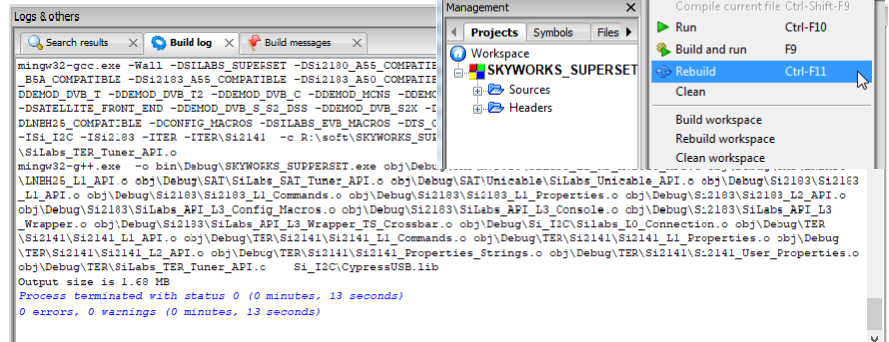 Logs & others
Search results
Build log
Build messages
mingw32-gcc.exe -Wall -DSILABS_SUPERSET -DSi2180_A55_COMPATIB
_B5A_COMPATIBLE -DSi2183_A55_COMPATIBLE -DSi2183_A50_COMPATIB
DDEMOD_DVB_T -DDEMOD_DVB_T2 -DDEMOD_DVB_C -DDEMOD_MCNS -DDEMO
-DSATELLITE_FRONT_END -DDEMOD_DVB_S_S2_DSS -DDEMOD_DVB_S2X -D
DLNBH25_COMPATIBLE -DCONFIG_MACROS -DSILABS_EVB_MACROS -DTS_C
-ISi_I2C -ISi2183 -ITER -ITER\Si2141 -c R:\soft\SKYWORKS_SUP
\SiLabs_TER_Tuner_API.o
mingw32-g++.exe -o bin\Debug\SKYWORKS_SUPPERSET.exe obj\Debu
\LNBH25_L1_API.o obj\Debug\SAT\SiLabs_SAT_Tuner_API.o obj\Debug\SAT\Unicable\SiLabs_Unicable_API.o obj\Debug\Si2183\Si2183
_L1_API.o obj\Debug\Si2183\Si2183_L1_Commands.o obj\Debug\Si2183\Si2183_L1_Properties.o obj\Debug\Si2183\Si2183_L2_API.o
obj\Debug\Si2183\SiLabs_API_L3_Config_Macros.o obj\Debug\Si2183\SiLabs_API_L3_Console.o obj\Debug\Si2183\SiLabs_API_L3
_Wrapper.o obj\Debug\Si2183\SiLabs_API_L3_Wrapper_TS_Crossbar.o obj\Debug\Si_I2C\Silabs_L0_Connection.o obj\Debug\TER
\Si2141\Si2141_L1_API.o obj\Debug\TER\Si2141\Si2141_L1_Commands.o obj\Debug\TER\Si2141\Si2141_L1_Properties.o obj\Debug
\TER\Si2141\Si2141_L2_API.o obj\Debug\TER\Si2141\Si2141_Properties_Strings.o obj\Debug\TER\Si2141\Si2141_User_Properties.o
obj\Debug\TER\SiLabs_TER_Tuner_API.o Si_I2C\CypressUSB.lib
Output size is 1.68 MB
Process terminated with status 0 (0 minutes, 13 seconds)
0 errors, 0 warnings (0 minutes, 13 seconds)
Management
Projects
Symbols
Files
Workspace
SKYWORKS_SUPERSET
Sources
Headers
Compile current file Ctrl-Shift-F9
Run Ctrl-F10
Build and run F9
Rebuild Ctrl-F11
Clean
Build workspace
Rebuild workspace
Clean workspace